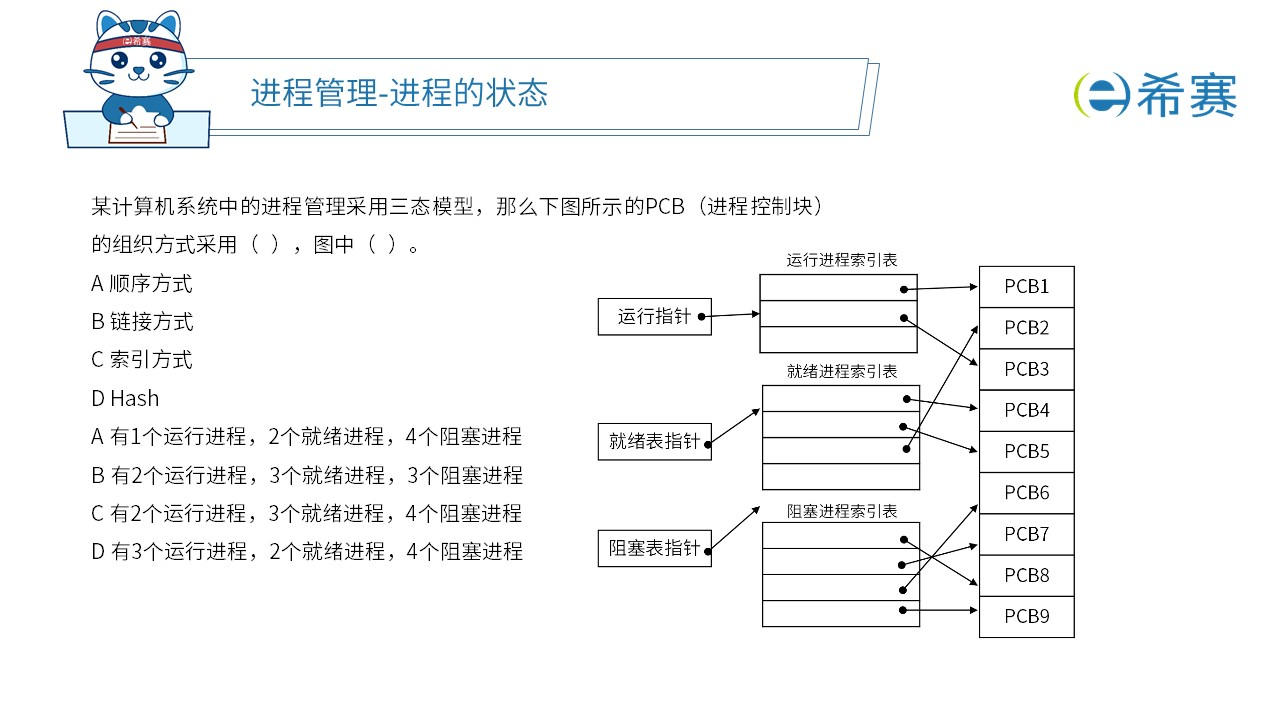 希赛
进程管理-进程的状态
希赛
某计算机系统中的进程管理采用三态模型，那么下图所示的PCB（进程控制块）
的组织方式采用（ ），图中（ ）。
A 顺序方式
B 链接方式
C 索引方式
D Hash
A 有1个运行进程，2个就绪进程，4个阻塞进程
B 有2个运行进程，3个就绪进程，3个阻塞进程
C 有2个运行进程，3个就绪进程，4个阻塞进程
D 有3个运行进程，2个就绪进程，4个阻塞进程
运行进程索引表
运行指针
就绪进程索引表
就绪表指针
阻塞进程索引表
阻塞表指针
PCB1
PCB2
PCB3
PCB4
PCB5
PCB6
PCB7
PCB8
PCB9